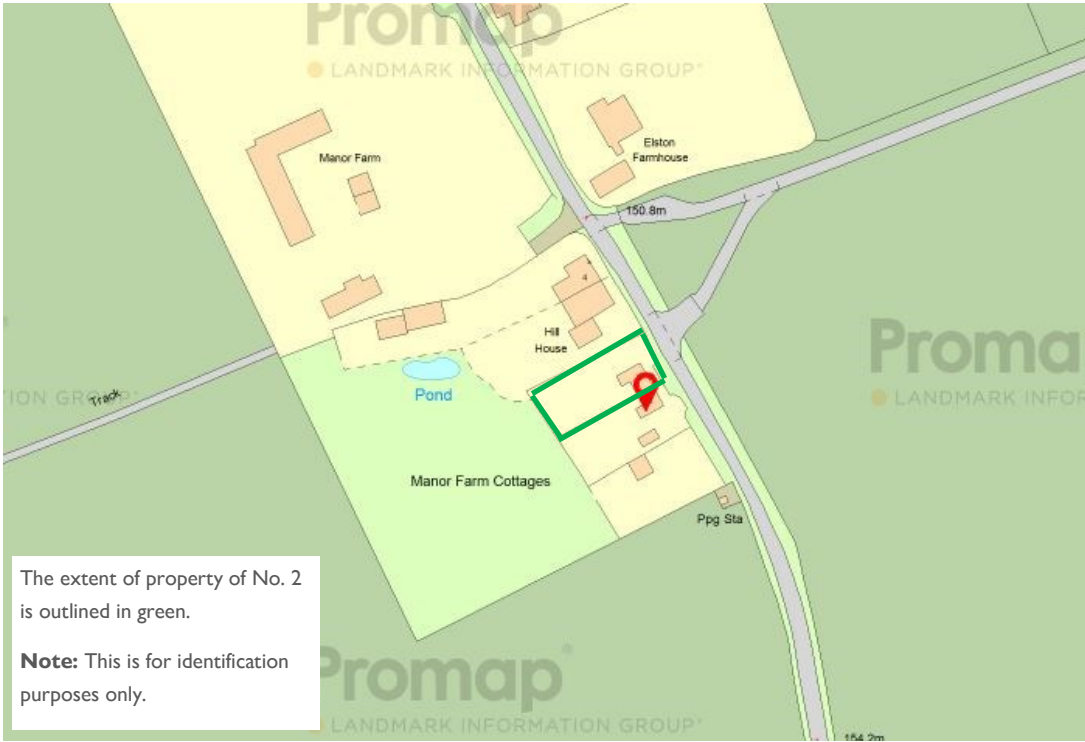 Promap
LANDMARK INFORMATION GROUP®
Manor Farm
Elston
Farmhouse
150.8m
4
Hill
House
Proma
ION GROUP®
Track
Pond
LANDMARK INFOR
Manor Farm Cottages
Ppg Sta
The extent of property of No. 2
is outlined in green.
Note: This is for identification
purposes only.
Promap®
LANDMARK INFORMATION GROUP®
154.2m